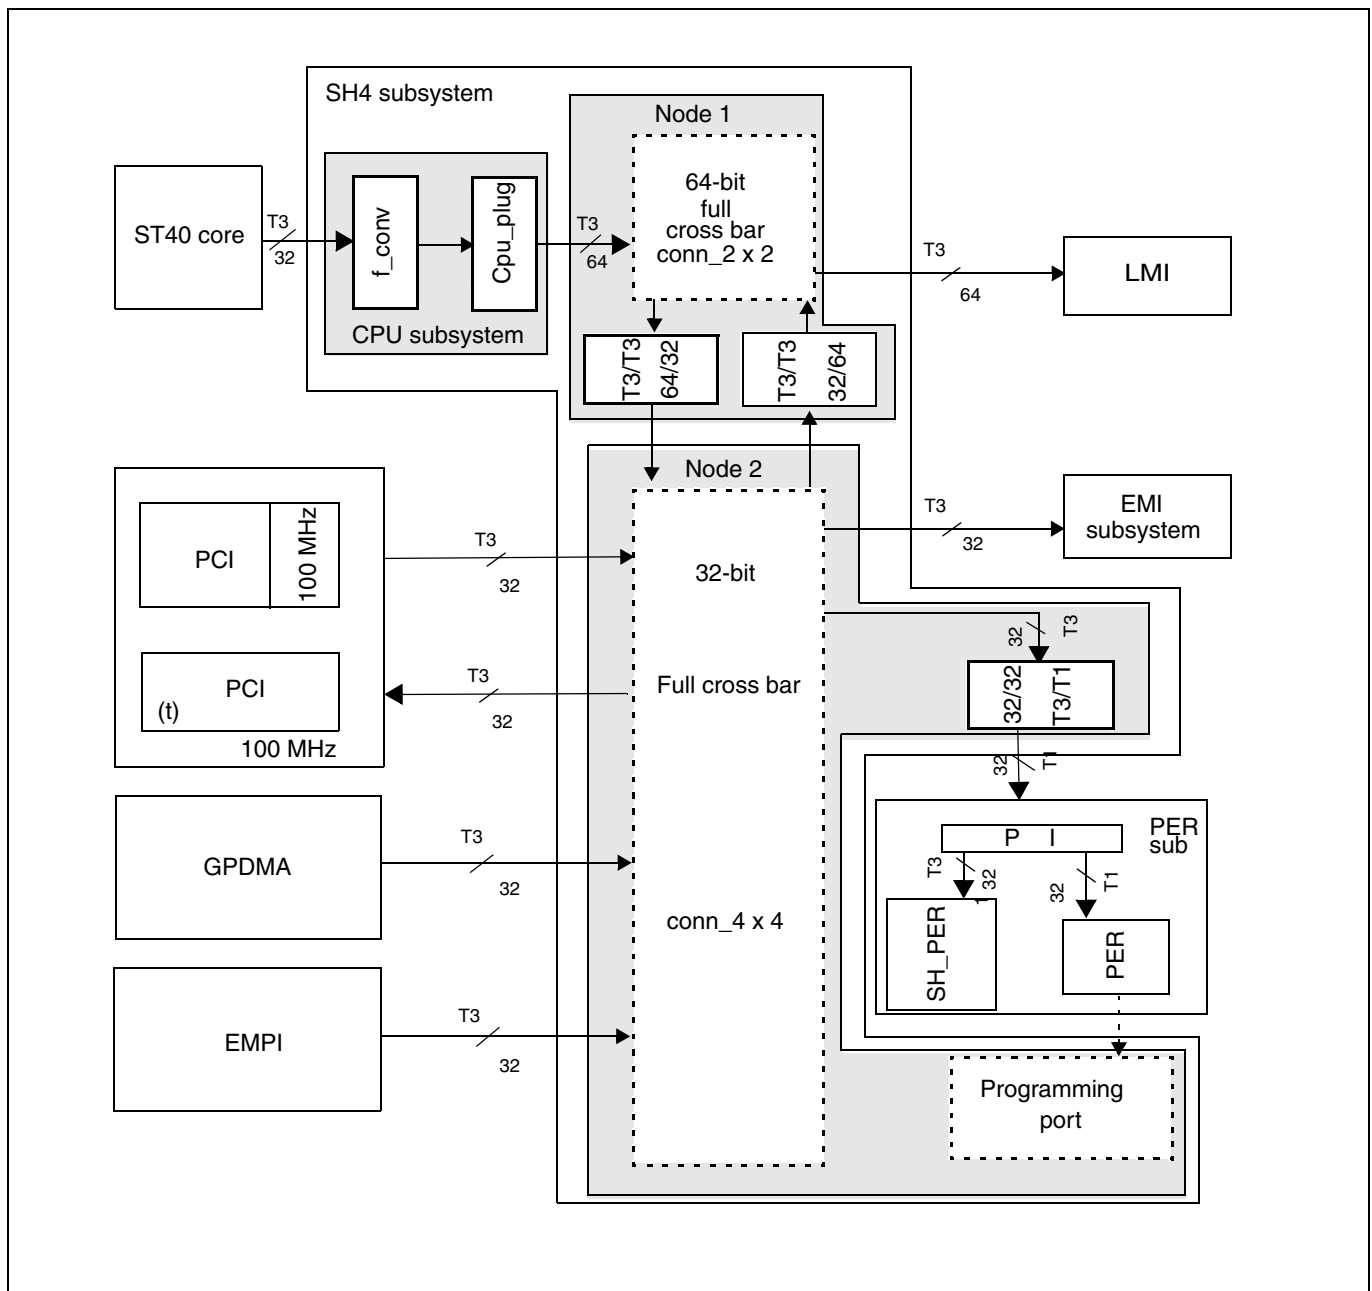 SH4 subsystem
Node 1
ST40 core
T3
32
f_conv
Cpu_plug
CPU subsystem
T3
64
64-bit
full
cross bar
conn_2 x 2
T3
64
LMI
T3/T3
64/32
T3/T3
32/64
Node 2
PCI
100 MHz
T3
32
32-bit
T3
32
EMI
subsystem
PCI
(t)
100 MHz
T3
32
Full cross bar
32
T3
32/32
T3/T1
32
T1
GPDMA
T3
32
conn_4 x 4
PER
sub
P I
T3
32
1
32
T1
SH_PER
PER
EMPI
T3
32
Programming
port